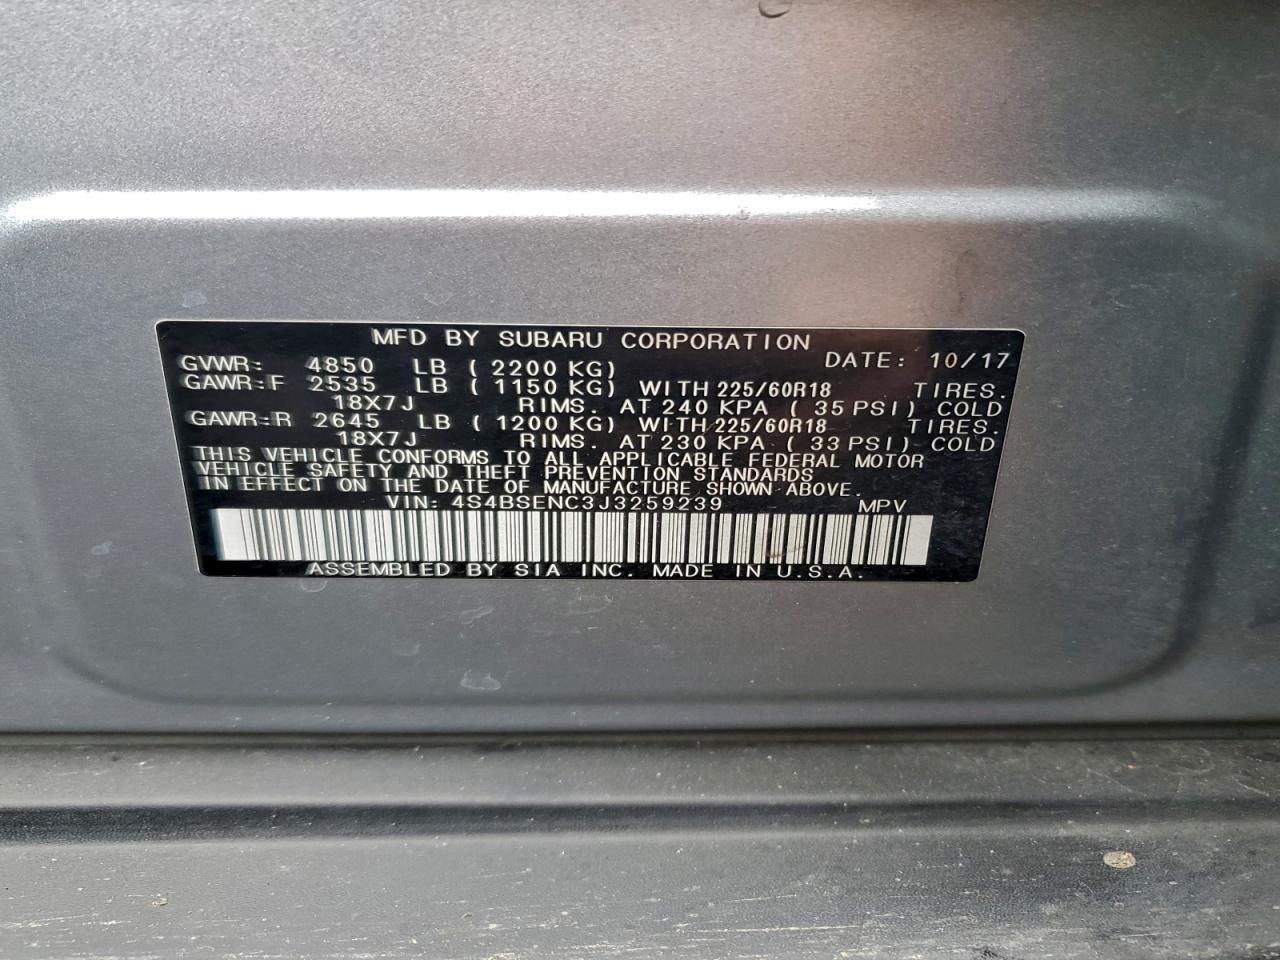 MFD BY SUBARU CORPORATION
GVWR: 4850 LB ( 2200 KG) DATE: 10/17
GAWR:F 2535 LB ( 1150 KG) WITH 225/60R18 TIRES.
18X7J RIMS. AT 240 KPA ( 35 PSI) COLD
GAWR:R 2645 LB ( 1200 KG) WITH 225/60R18 TIRES.
18X7J RIMS. AT 230 KPA ( 33 PSI) COLD
THIS VEHICLE CONFORMS TO ALL APPLICABLE FEDERAL MOTOR
VEHICLE SAFETY AND THEFT PREVENTION STANDARDS
IN EFFECT ON THE DATE OF MANUFACTURE SHOWN ABOVE.
VIN: 4S4BSENC3J3259239 MPV
ASSEMBLED BY SIA INC. MADE IN U.S.A.